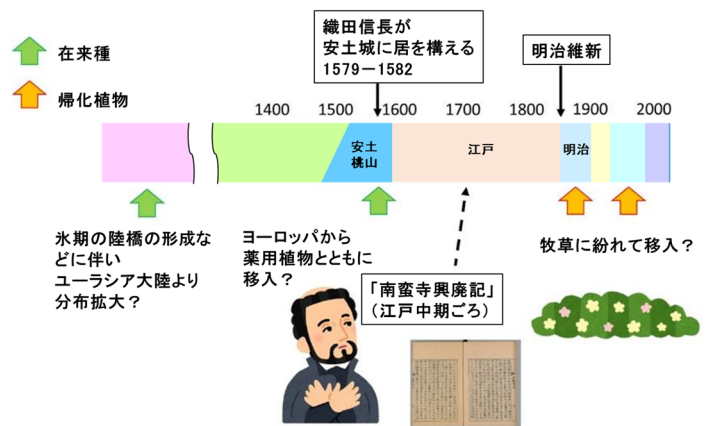 在来種
帰化植物
織田信長が
安土城に居を構える
1579－1582
明治維新
1400
1500
1600
1700
1800
1900
2000
安土
桃山
江戸
明治
氷期の陸橋の形成な
どに伴い
ユーラシア大陸より
分布拡大？
ヨーロッパから
薬用植物とともに
移入？
「南蛮寺興廃記」
（江戸中期ごろ）
牧草に紛れて移入？